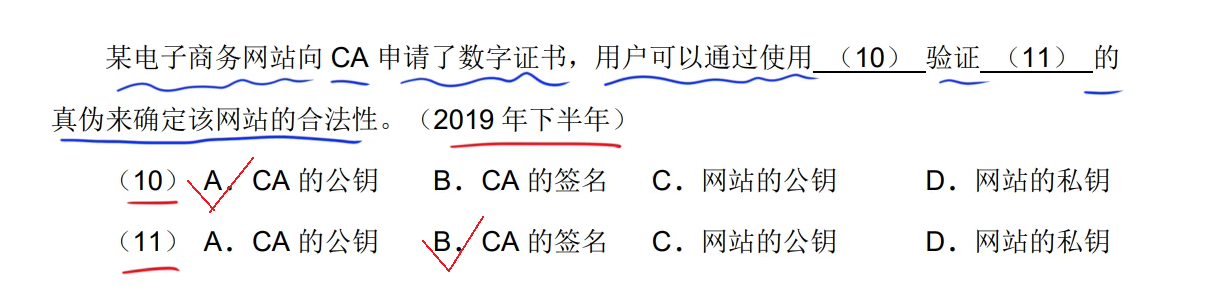 某电子商务网站向 CA 申请了数字证书，用户可以通过使用 （10） 验证 （11） 的
真伪来确定该网站的合法性。（2019 年下半年）
（10） A．CA 的公钥 B．CA 的签名 C．网站的公钥 D．网站的私钥
（11） A．CA 的公钥 B．CA 的签名 C．网站的公钥 D．网站的私钥